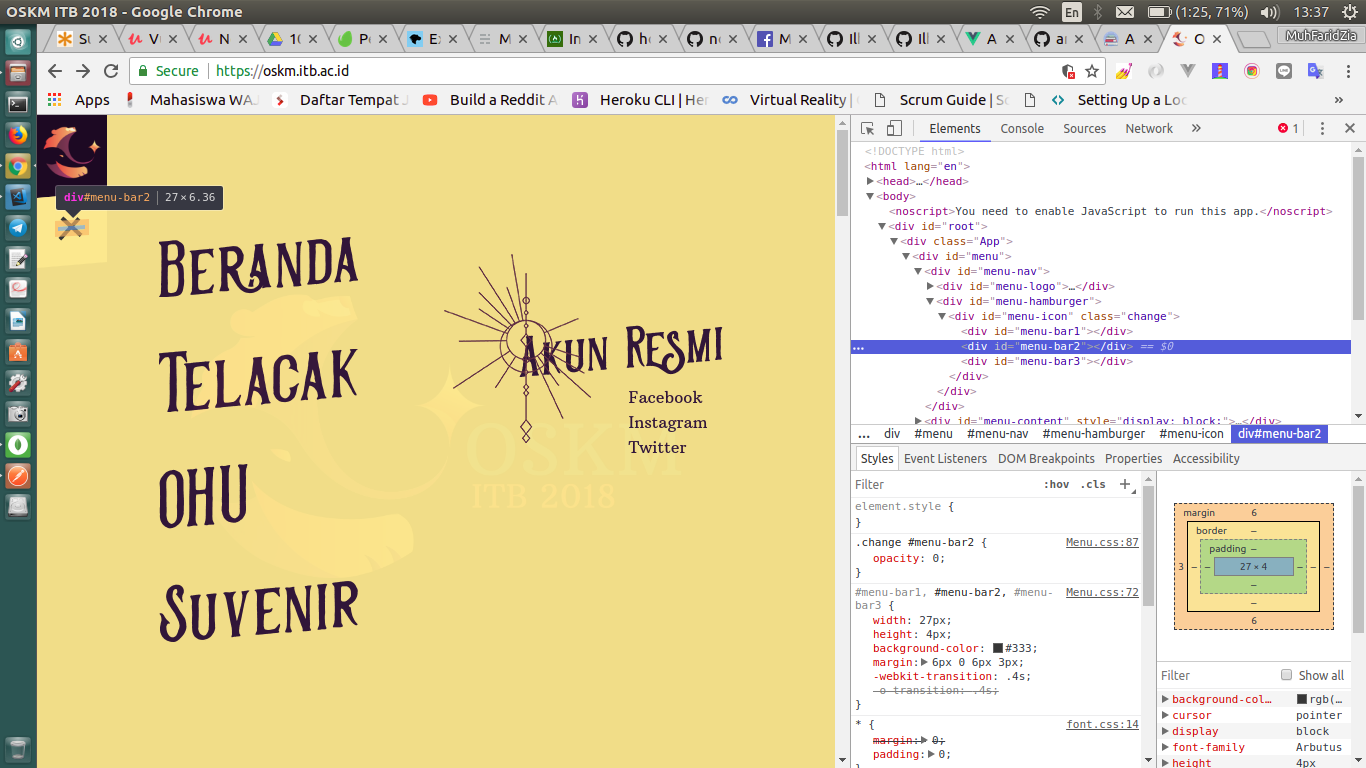 OSKM ITB 2018 - Google Chrome
En
(1:25, 71%)
13:37
Su
V
N
10
Po
Ex
M
In
ho
no
M
Ill
Ill
A
an
A
O
MuhFaridZia
Secure
https://oskm.itb.ac.id
Apps
Mahasiswa WA
Daftar Tempat J
Build a Reddit A
Heroku CLI | Her
Virtual Reality |
Scrum Guide | Sc
Setting Up a Loc
»
div#menu-bar2 27 × 6.36
BERANDA
TELACAK
OHU
SUVENIR
AKUN RESMI
Facebook
Instagram
Twitter
OSKM
ITB 2018
Elements Console Sources Network » 1
<!DOCTYPE html>
<html lang="en">
<head>…</head>
<body>
<noscript>You need to enable JavaScript to run this app.</noscript>
<div id="root">
<div class="App">
<div id="menu">
<div id="menu-nav">
<div id="menu-logo">…</div>
<div id="menu-hamburger">
<div id="menu-icon" class="change">
<div id="menu-bar1"></div>
… <div id="menu-bar2"></div> == $0
<div id="menu-bar3"></div>
</div>
</div>
</div>
<div id="menu-content" style="display: block;">…</div>
… div #menu #menu-nav #menu-hamburger #menu-icon div#menu-bar2
Styles Event Listeners DOM Breakpoints Properties Accessibility
Filter :hov .cls +
element.style {
}
.change #menu-bar2 { Menu.css:87
opacity: 0;
}
#menu-bar1, #menu-bar2, #menu- Menu.css:72
bar3 {
width: 27px;
height: 4px;
background-color: #333;
margin: 6px 0 6px 3px;
-webkit-transition: .4s;
-o-transition: .4s;
}
* { font.css:14
margin: 0;
padding: 0;
margin 6
border –
padding –
3 – – 27 × 4 – – –
–
–
6
Filter Show all
background-col… rgb(…
cursor pointer
display block
font-family Arbutus
height 4px